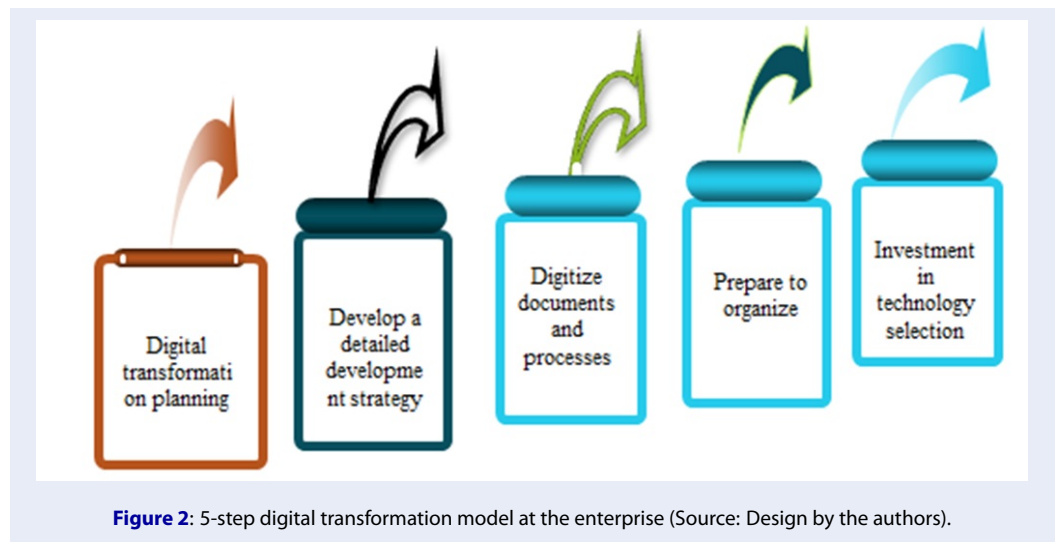 Digital
transformati
on planning
Develop a
detailed
developme
nt strategy
Digitize
documents
and
processes
Prepare to
organize
Investment
in
technology
selection
Figure 2: 5-step digital transformation model at the enterprise (Source: Design by the authors).